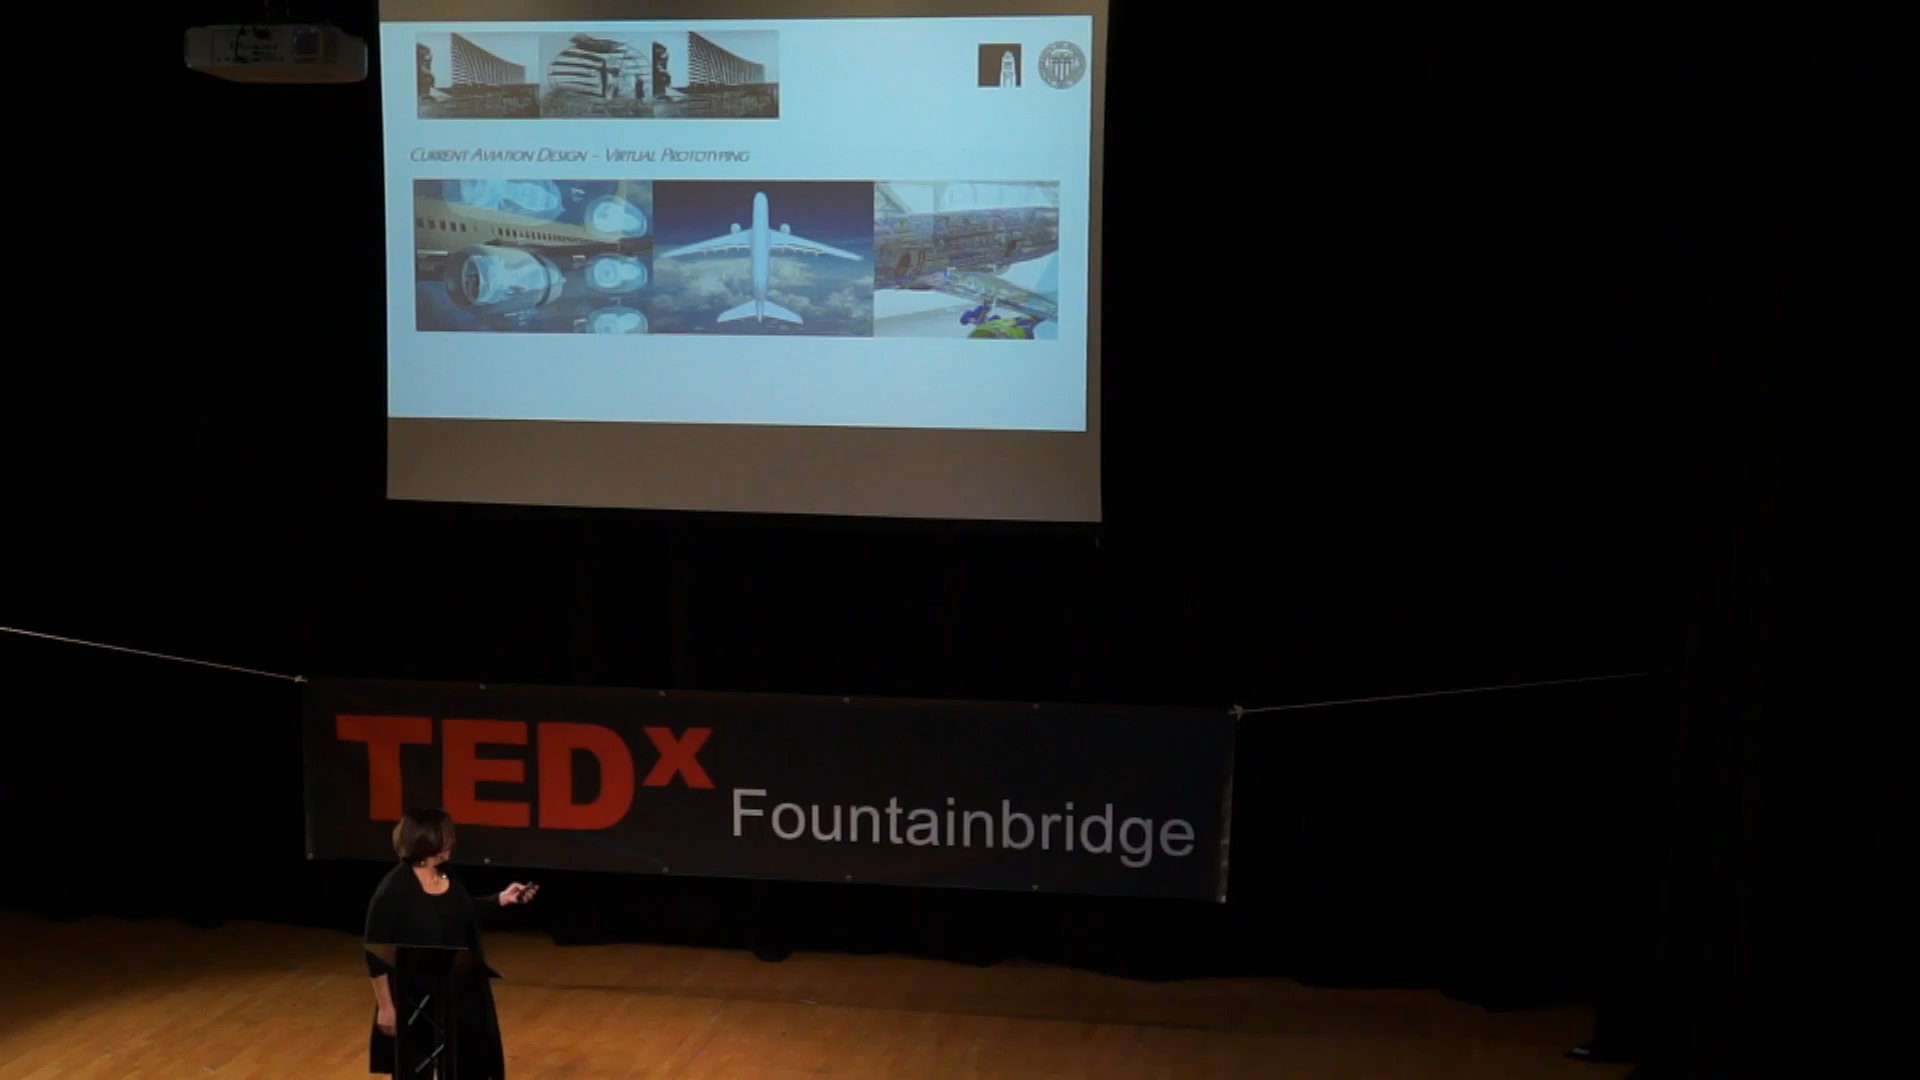 CURRENT AVIATION DESIGN – VIRTUAL PROTOTYPING
TEDx
Fountainbridge